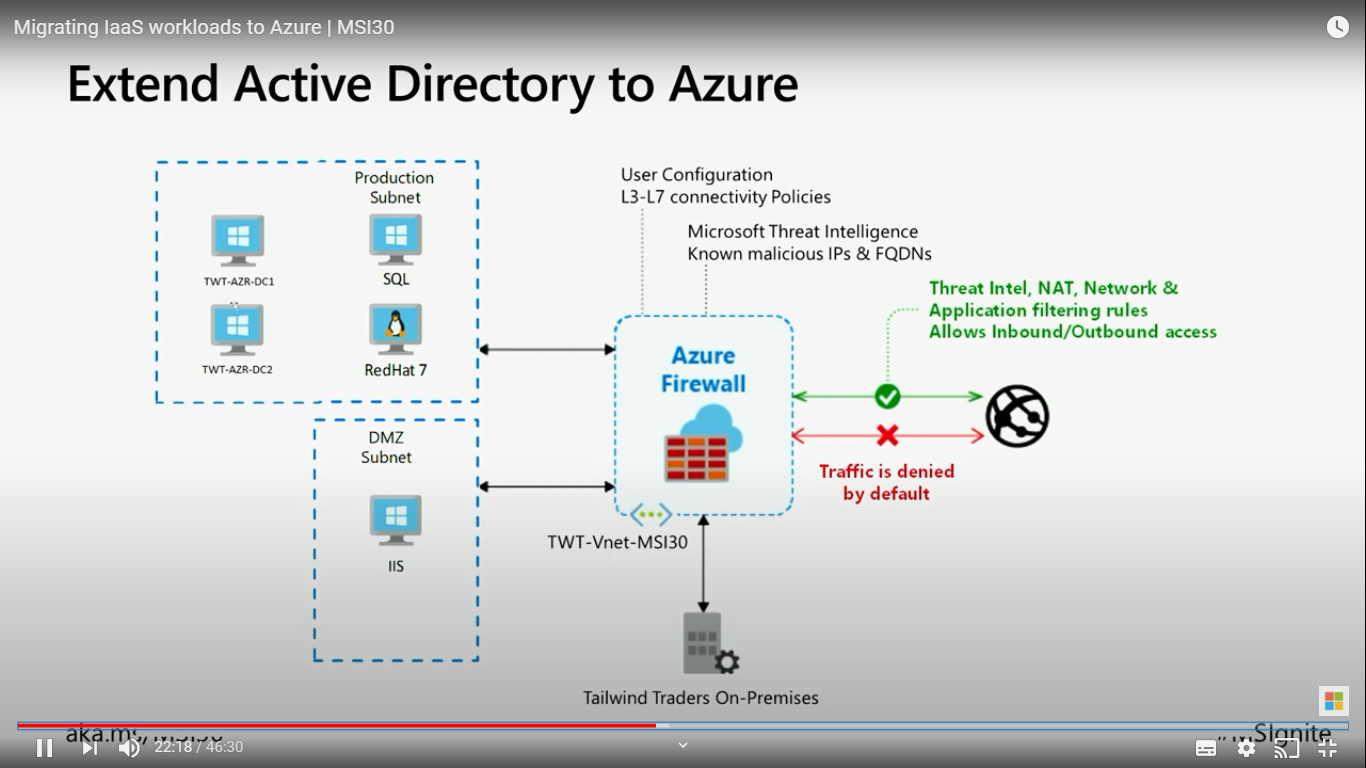 Migrating IaaS workloads to Azure | MSI30
Extend Active Directory to Azure
Production
Subnet
TWT-AZR-DC1
SQL
TWT-AZR-DC2
RedHat 7
DMZ
Subnet
IIS
User Configuration
L3-L7 connectivity Policies
Microsoft Threat Intelligence
Known malicious IPs & FQDNs
Threat Intel, NAT, Network &
Application filtering rules
Allows Inbound/Outbound access
Azure
Firewall
Traffic is denied
by default
TWT-Vnet-MSI30
Tailwind Traders On-Premises
22:18 / 46:30